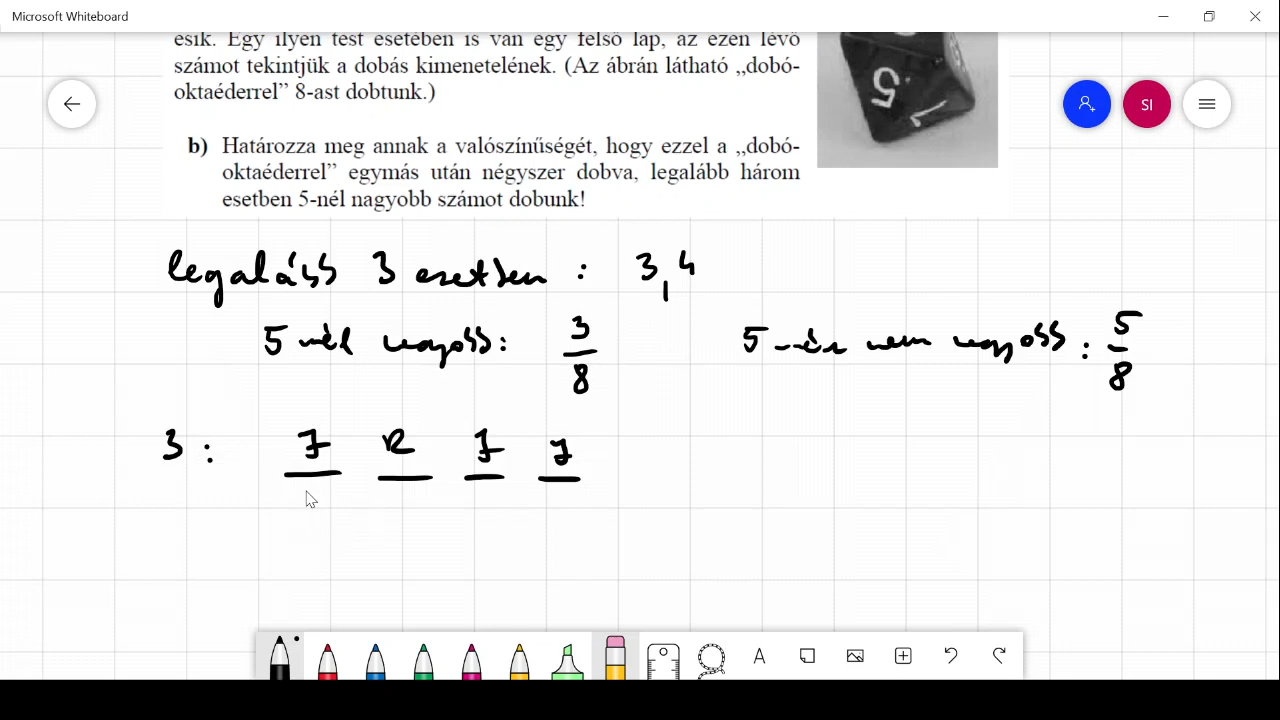 Microsoft Whiteboard
esik. Egy ilyen test esetében is van egy felső lap, az ezen lévő
számot tekintjük a dobás kimenetelének. (Az ábrán látható „dobó-
oktaéderrel” 8-ast dobtunk.)
5
1
SI
b) Határozza meg annak a valószínűségét, hogy ezzel a „dobó-
oktaéderrel” egymás után négyszer dobva, legalább három
esetben 5-nél nagyobb számot dobunk!
legalább 3 esetben : 3,4
5 nél nagyobb: 3/8
5-nél nem nagyobb : 5/8
3 :
A